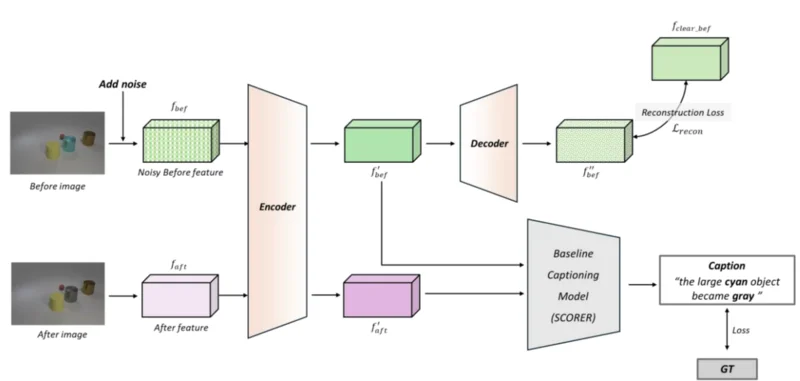 f_clear_bef
Add noise
f_bef
Reconstruction Loss
ℒ_recon
Decoder
Before image
Noisy Before feature
f'_bef
f''_bef
Encoder
f_aft
Baseline
Captioning
Model
(SCORER)
Caption
“the large cyan object
became gray ”
After image
After feature
f'_aft
Loss
GT